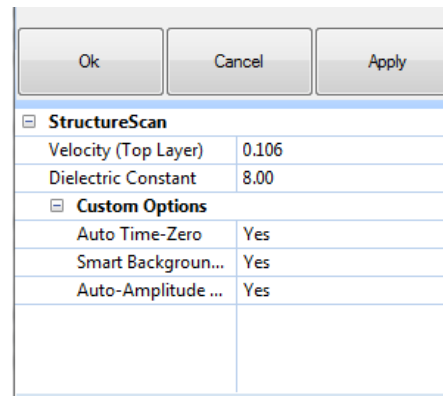 Ok Cancel Apply
StructureScan
Velocity (Top Layer) 0.106
Dielectric Constant 8.00
Custom Options
Auto Time-Zero Yes
Smart Backgroun... Yes
Auto-Amplitude ... Yes